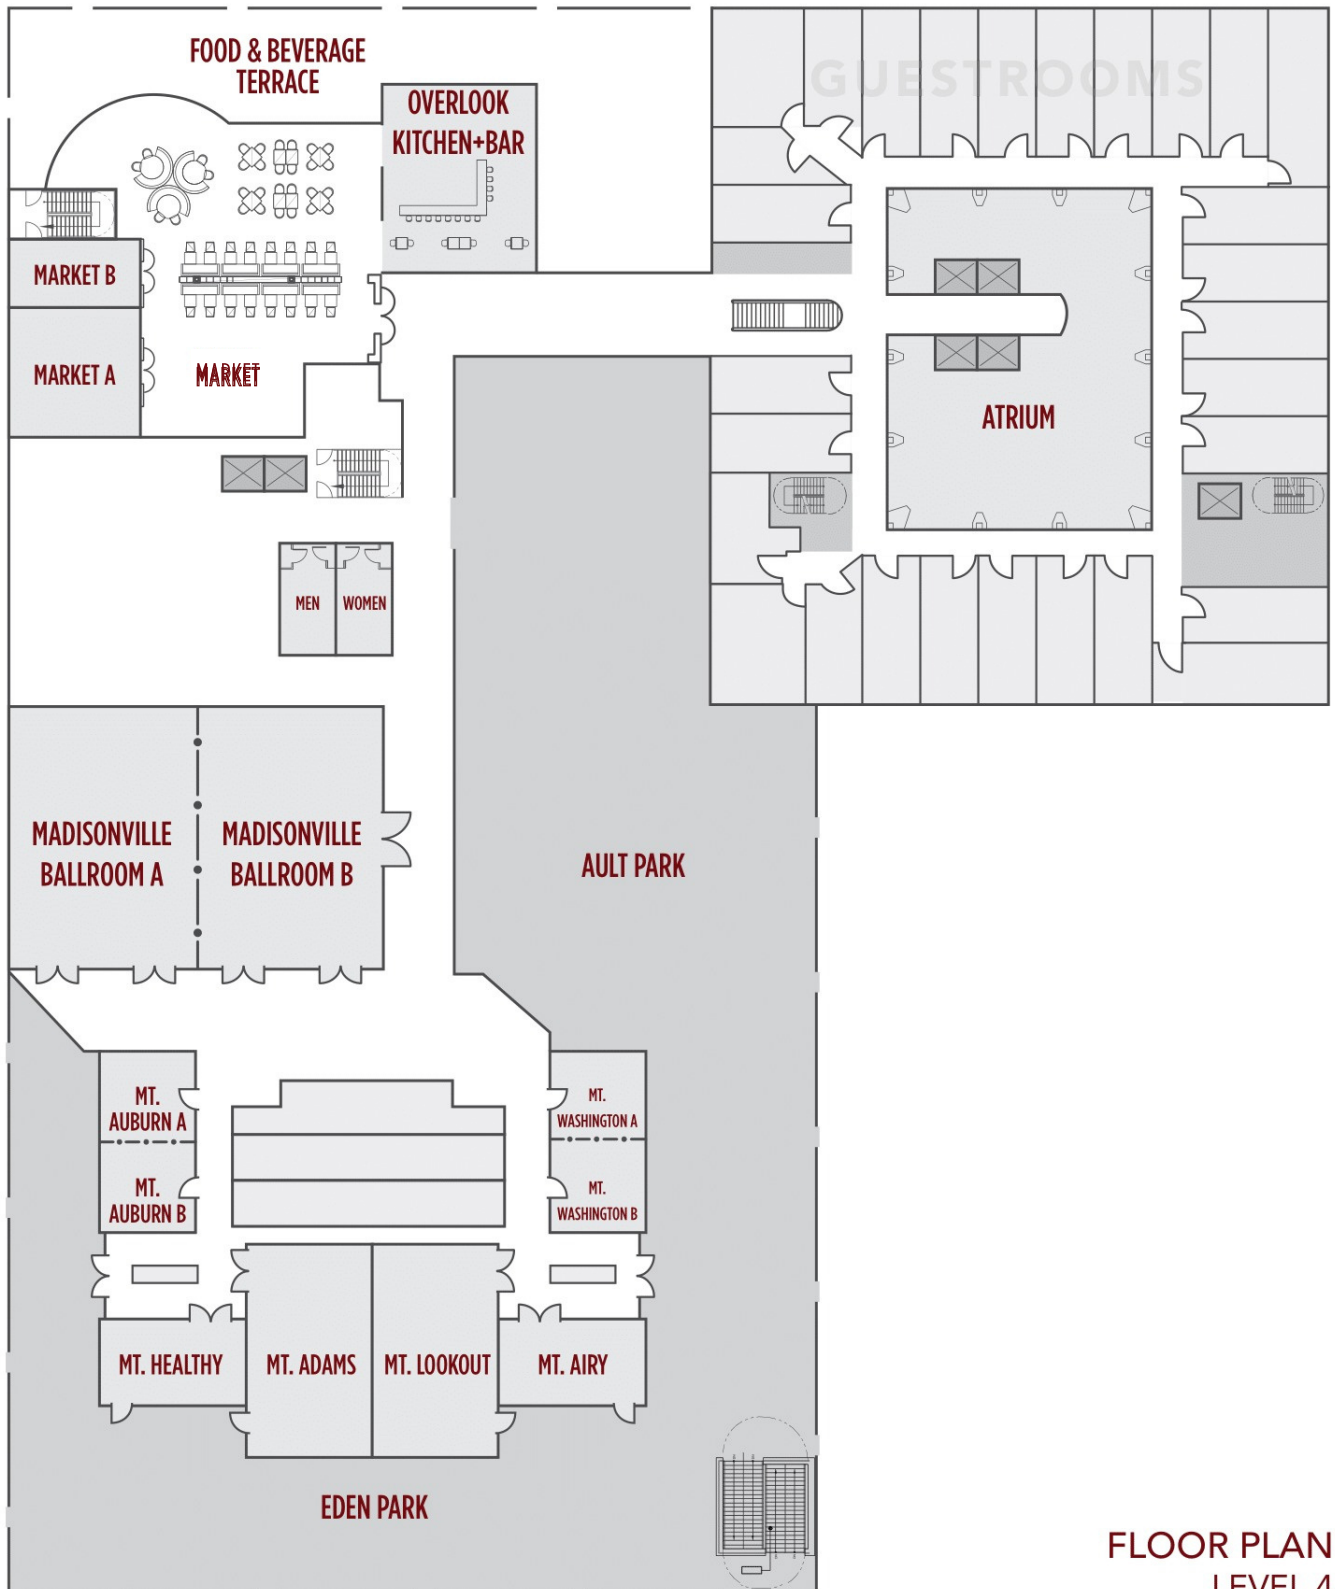 FOOD & BEVERAGE
TERRACE
OVERLOOK
KITCHEN+BAR
GUESTROOMS
MARKET B
MARKET A
MARKET
ATRIUM
MEN
WOMEN
MADISONVILLE
BALLROOM A
MADISONVILLE
BALLROOM B
AULT PARK
MT.
AUBURN A
MT.
WASHINGTON A
MT.
AUBURN B
MT.
WASHINGTON B
MT. HEALTHY
MT. ADAMS
MT. LOOKOUT
MT. AIRY
EDEN PARK
FLOOR PLAN
LEVEL 4